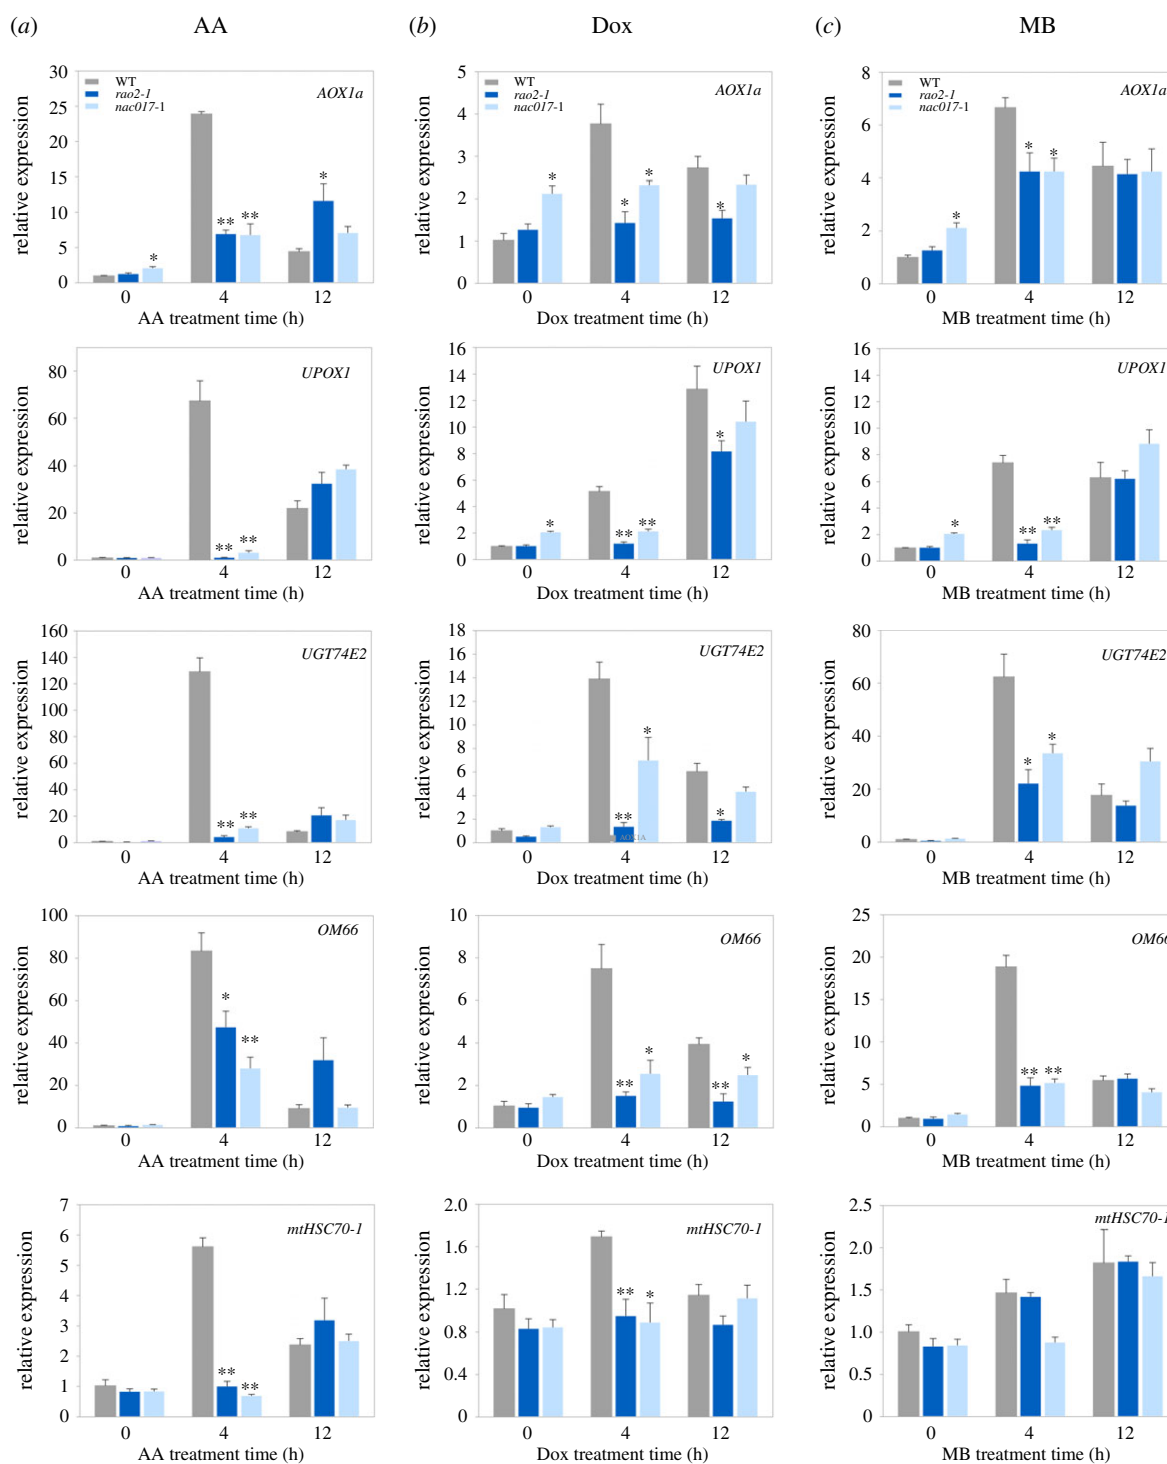 (a) AA (b) Dox (c) MB
30
25
20
15
10
5
0
relative expression
WT
rao2-1
nac017-1
AOX1a
*
**
**
*
0 4 12
AA treatment time (h)
5
4
3
2
1
0
relative expression
WT
rao2-1
nac017-1
AOX1a
*
*
*
*
0 4 12
Dox treatment time (h)
8
6
4
2
0
relative expression
WT
rao2-1
nac017-1
AOX1a
*
*
*
0 4 12
MB treatment time (h)
80
60
40
20
0
relative expression
UPOX1
**
**
0 4 12
AA treatment time (h)
16
14
12
10
8
6
4
2
0
relative expression
UPOX1
*
**
**
*
0 4 12
Dox treatment time (h)
16
14
12
10
8
6
4
2
0
relative expression
UPOX1
*
**
**
0 4 12
MB treatment time (h)
160
140
120
100
80
60
40
20
0
relative expression
UGT74E2
**
**
0 4 12
AA treatment time (h)
18
16
14
12
10
8
6
4
2
0
relative expression
UGT74E2
**
*
*
AOX1A
0 4 12
Dox treatment time (h)
80
60
40
20
0
relative expression
UGT74E2
*
*
0 4 12
MB treatment time (h)
100
80
60
40
20
0
relative expression
OM66
*
**
0 4 12
AA treatment time (h)
10
8
6
4
2
0
relative expression
OM66
**
*
**
*
0 4 12
Dox treatment time (h)
25
20
15
10
5
0
relative expression
OM66
**
**
0 4 12
MB treatment time (h)
7
6
5
4
3
2
1
0
relative expression
mtHSC70-1
**
**
0 4 12
AA treatment time (h)
2.0
1.6
1.2
0.8
0.4
0
relative expression
mtHSC70-1
**
*
0 4 12
Dox treatment time (h)
2.5
2.0
1.5
1.0
0.5
0
relative expression
mtHSC70-1
0 4 12
MB treatment time (h)